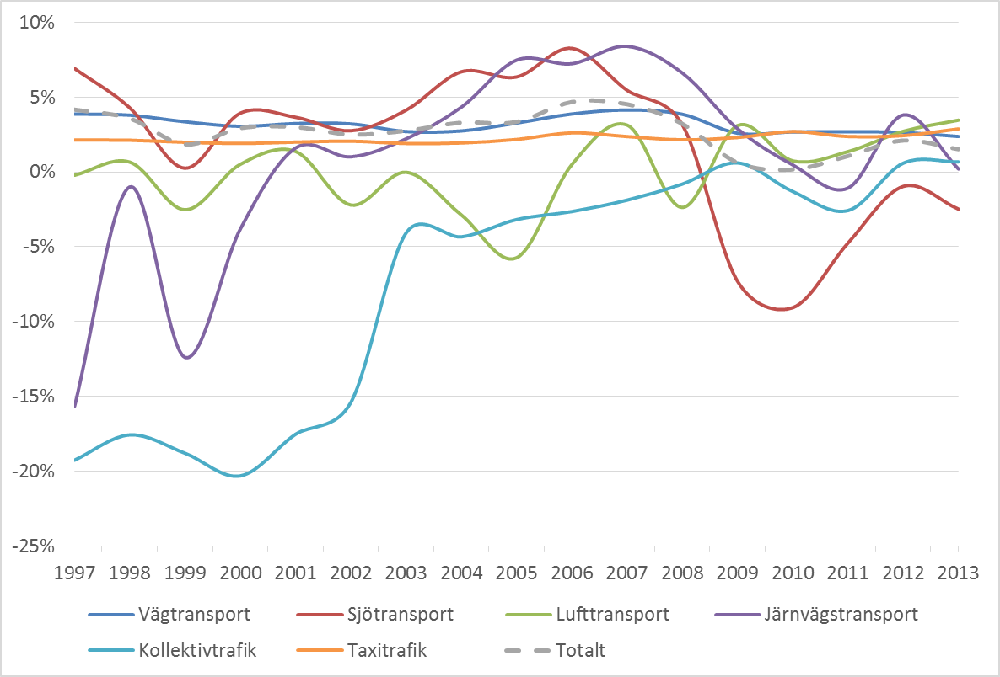 10%
5%
0%
-5%
-10%
-15%
-20%
-25%
1997 1998 1999 2000 2001 2002 2003 2004 2005 2006 2007 2008 2009 2010 2011 2012 2013
Vägtransport Sjötransport Lufttransport Järnvägstransport
Kollektivtrafik Taxitrafik Totalt